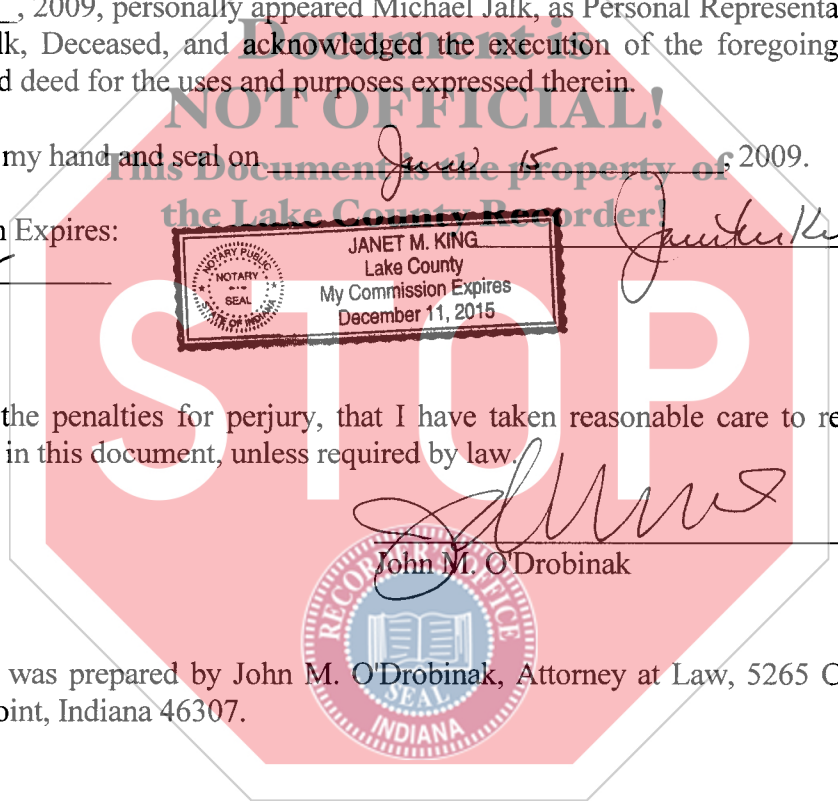 , 2009, personally appeared Michael Jalk, as Personal Representa
lk, Deceased, and acknowledged the execution of the foregoing
d deed for the uses and purposes expressed therein.
Document is
NOT OFFICIAL!
This Document is the property of
the Lake County Recorder!
my hand and seal on June 15, 2009.
n Expires:
JANET M. KING
Lake County
My Commission Expires
December 11, 2015
NOTARY PUBLIC
NOTARY
SEAL
STATE OF INDIANA
STOP
the penalties for perjury, that I have taken reasonable care to re
in this document, unless required by law.
John M. O'Drobinak
RECORDER'S OFFICE
SEAL
INDIANA
was prepared by John M. O'Drobinak, Attorney at Law, 5265 C
oint, Indiana 46307.